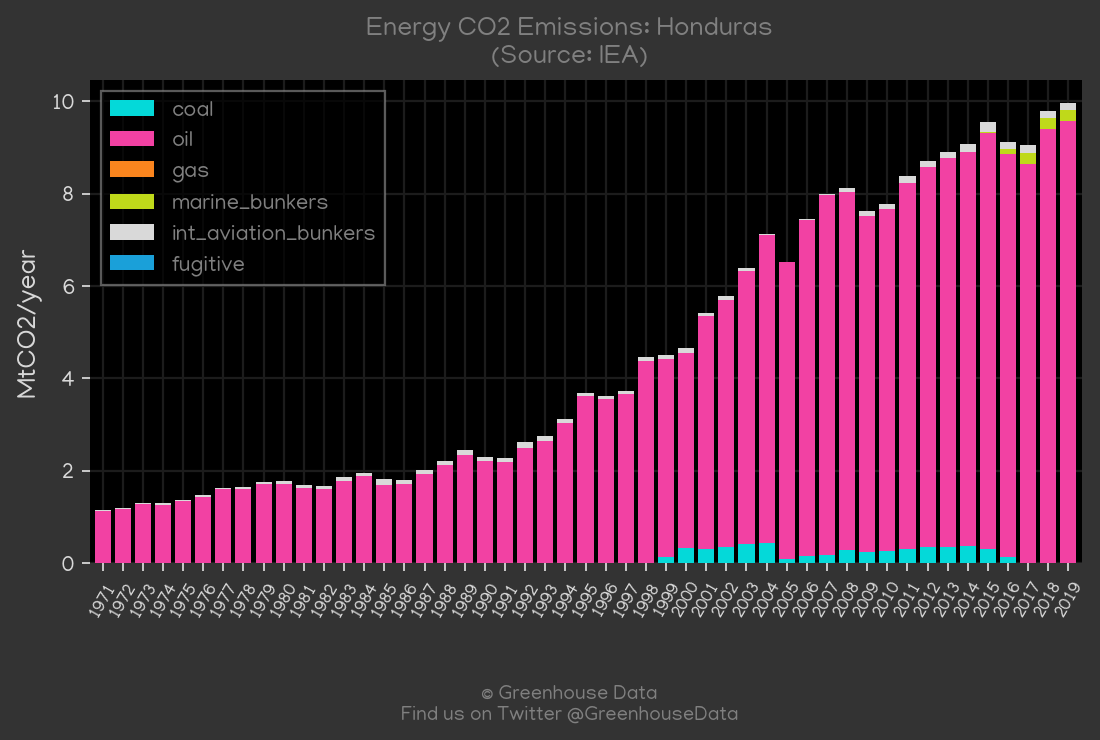 Energy CO2 Emissions: Honduras
(Source: IEA)
coal
oil
gas
marine_bunkers
int_aviation_bunkers
fugitive
MtCO2/year
10
8
6
4
2
0
1971 1972 1973 1974 1975 1976 1977 1978 1979 1980 1981 1982 1983 1984 1985 1986 1987 1988 1989 1990 1991 1992 1993 1994 1995 1996 1997 1998 1999 2000 2001 2002 2003 2004 2005 2006 2007 2008 2009 2010 2011 2012 2013 2014 2015 2016 2017 2018 2019
© Greenhouse Data
Find us on Twitter @GreenhouseData